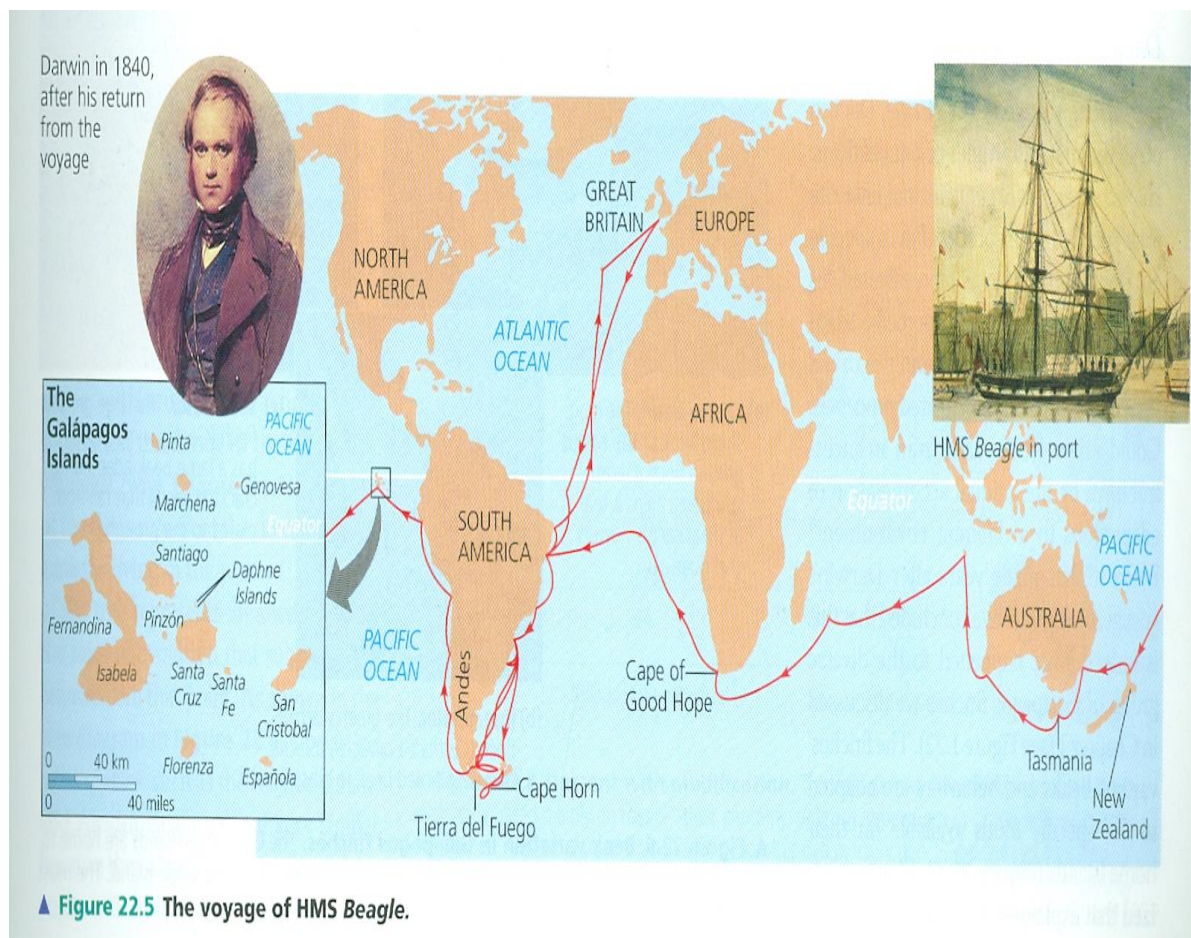 Darwin in 1840,
after his return
from the
voyage
GREAT
BRITAIN
EUROPE
NORTH
AMERICA
ATLANTIC
OCEAN
AFRICA
HMS Beagle in port
The
Galápagos
Islands
PACIFIC
OCEAN
Pinta
Genovesa
Marchena
Equator
Santiago
Daphne
Islands
Pinzón
Fernandina
Isabela
Santa
Cruz
Santa
Fe
San
Cristobal
Florenza
Española
0 40 km
0 40 miles
Equator
SOUTH
AMERICA
PACIFIC
OCEAN
PACIFIC
OCEAN
AUSTRALIA
Andes
Cape of
Good Hope
Cape Horn
Tierra del Fuego
Tasmania
New
Zealand
▲ Figure 22.5 The voyage of HMS Beagle.